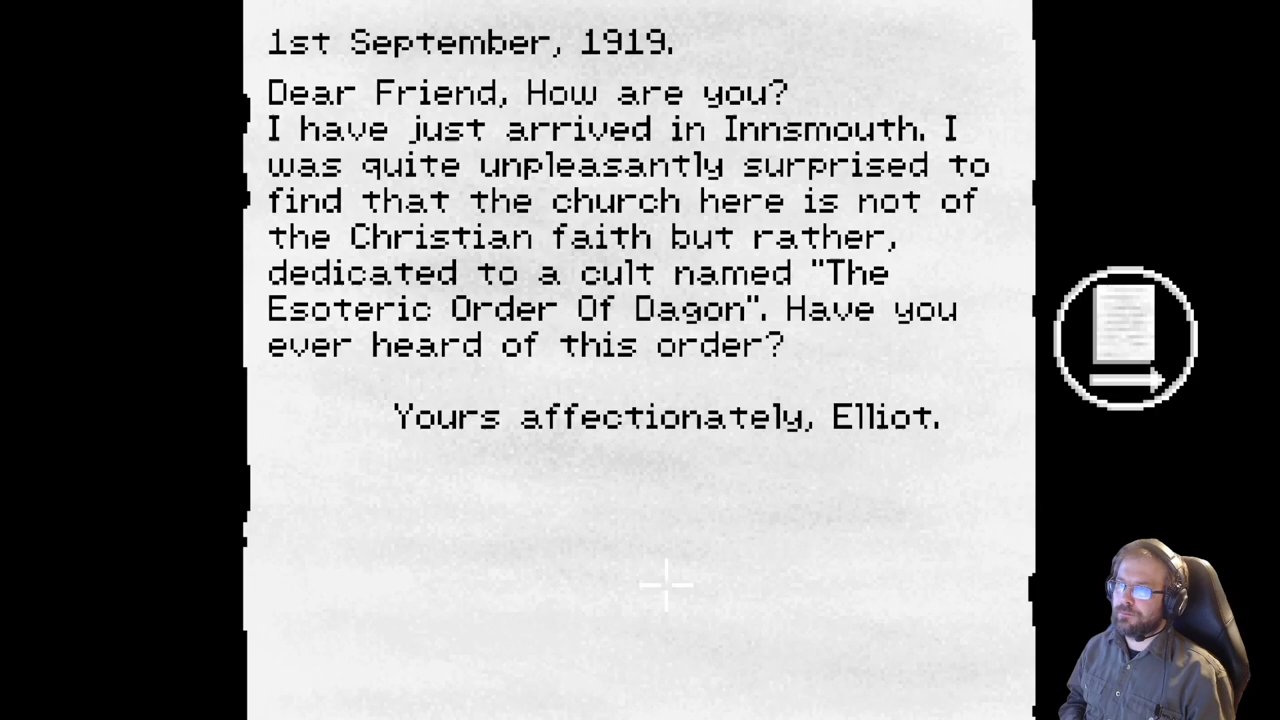 1st September, 1919.
Dear Friend, How are you?
I have just arrived in Innsmouth. I
was quite unpleasantly surprised to
find that the church here is not of
the Christian faith but rather,
dedicated to a cult named "The
Esoteric Order Of Dagon". Have you
ever heard of this order?
Yours affectionately, Elliot.